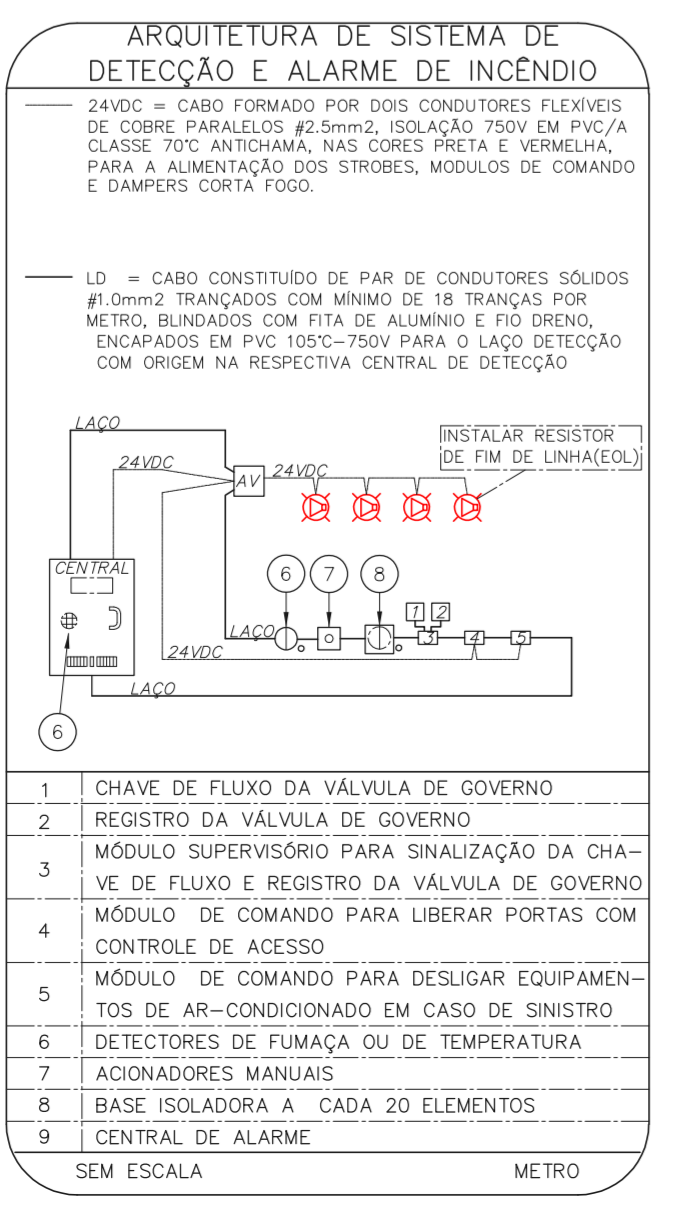 ARQUITETURA DE SISTEMA DE
DETECÇÃO E ALARME DE INCÊNDIO
24VDC = CABO FORMADO POR DOIS CONDUTORES FLEXÍVEIS
DE COBRE PARALELOS #2.5mm2, ISOLAÇÃO 750V EM PVC/A
CLASSE 70°C ANTICHAMA, NAS CORES PRETA E VERMELHA,
PARA A ALIMENTAÇÃO DOS STROBES, MODULOS DE COMANDO
E DAMPERS CORTA FOGO.
LD = CABO CONSTITUÍDO DE PAR DE CONDUTORES SÓLIDOS
#1.0mm2 TRANÇADOS COM MÍNIMO DE 18 TRANÇAS POR
METRO, BLINDADOS COM FITA DE ALUMÍNIO E FIO DRENO,
ENCAPADOS EM PVC 105°C-750V PARA O LAÇO DETECÇÃO
COM ORIGEM NA RESPECTIVA CENTRAL DE DETECÇÃO
LAÇO
INSTALAR RESISTOR
DE FIM DE LINHA(EOL)
24VDC
AV
24VDC
CENTRAL
6 7 8
1 2
LAÇO
3 4 5
24VDC
LAÇO
6
1 CHAVE DE FLUXO DA VÁLVULA DE GOVERNO
2 REGISTRO DA VÁLVULA DE GOVERNO
3 MÓDULO SUPERVISÓRIO PARA SINALIZAÇÃO DA CHA-
VE DE FLUXO E REGISTRO DA VÁLVULA DE GOVERNO
4 MÓDULO DE COMANDO PARA LIBERAR PORTAS COM
CONTROLE DE ACESSO
5 MÓDULO DE COMANDO PARA DESLIGAR EQUIPAMEN-
TOS DE AR-CONDICIONADO EM CASO DE SINISTRO
6 DETECTORES DE FUMAÇA OU DE TEMPERATURA
7 ACIONADORES MANUAIS
8 BASE ISOLADORA A CADA 20 ELEMENTOS
9 CENTRAL DE ALARME
SEM ESCALA METRO